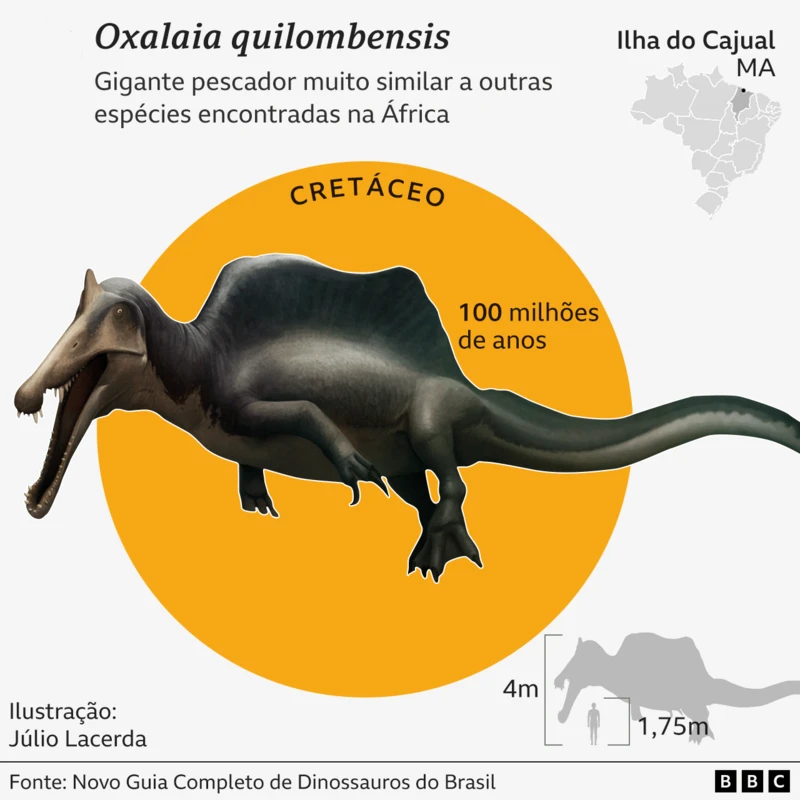 Oxalaia quilombensis
Gigante pescador muito similar a outras
espécies encontradas na África
Ilha do Cajual
MA
CRETÁCEO
100 milhões
de anos
4m
1,75m
Ilustração:
Júlio Lacerda
Fonte: Novo Guia Completo de Dinossauros do Brasil
BBC